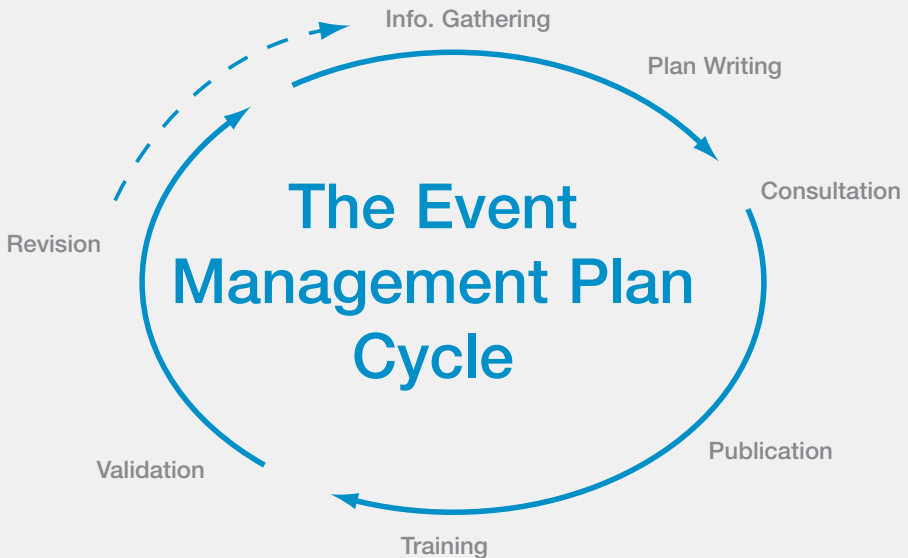 Info. Gathering
Plan Writing
Consultation
The Event
Management Plan
Cycle
Revision
Publication
Validation
Training